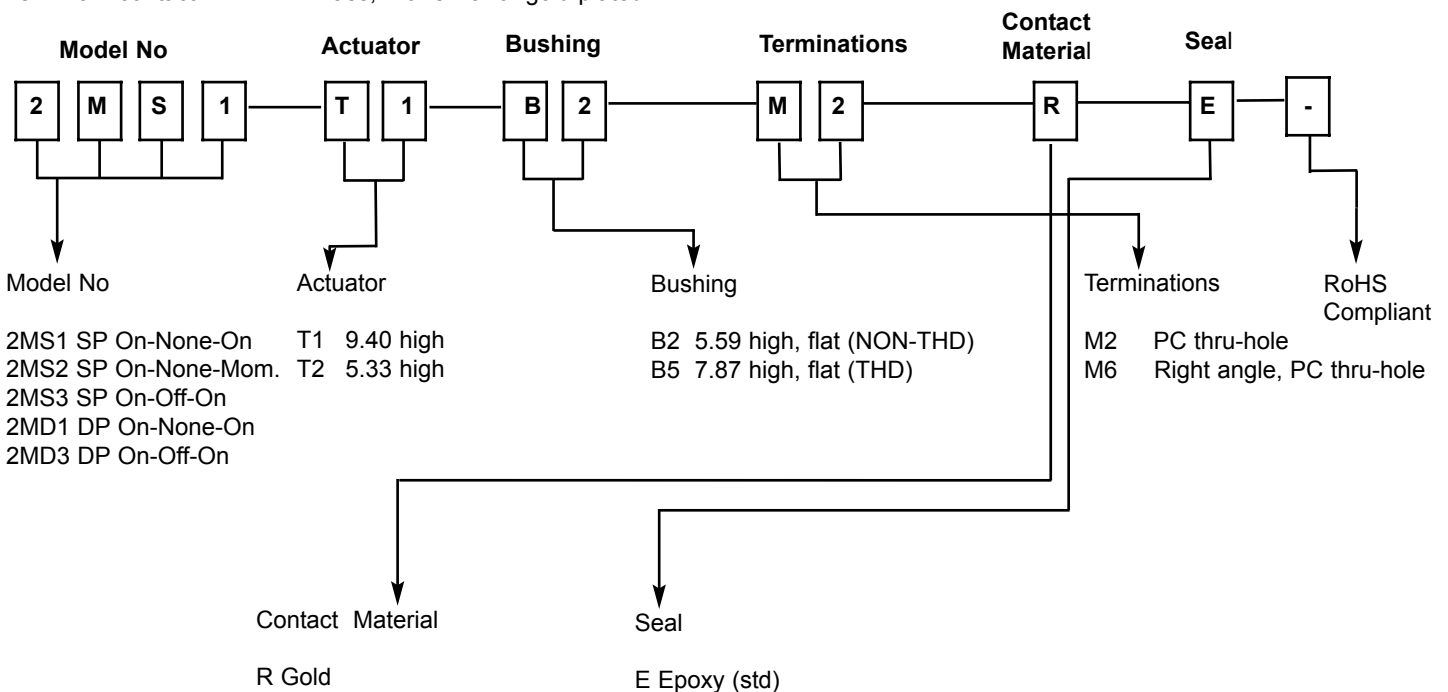 Model No Actuator Bushing Terminations Contact Material Seal
2 M S 1 T 1 B 2 M 2 R E -
Model No
2MS1 SP On-None-On
2MS2 SP On-None-Mom.
2MS3 SP On-Off-On
2MD1 DP On-None-On
2MD3 DP On-Off-On
Actuator
T1 9.40 high
T2 5.33 high
Bushing
B2 5.59 high, flat (NON-THD)
B5 7.87 high, flat (THD)
Terminations
M2 PC thru-hole
M6 Right angle, PC thru-hole
RoHS
Compliant
Contact Material
R Gold
Seal
E Epoxy (std)